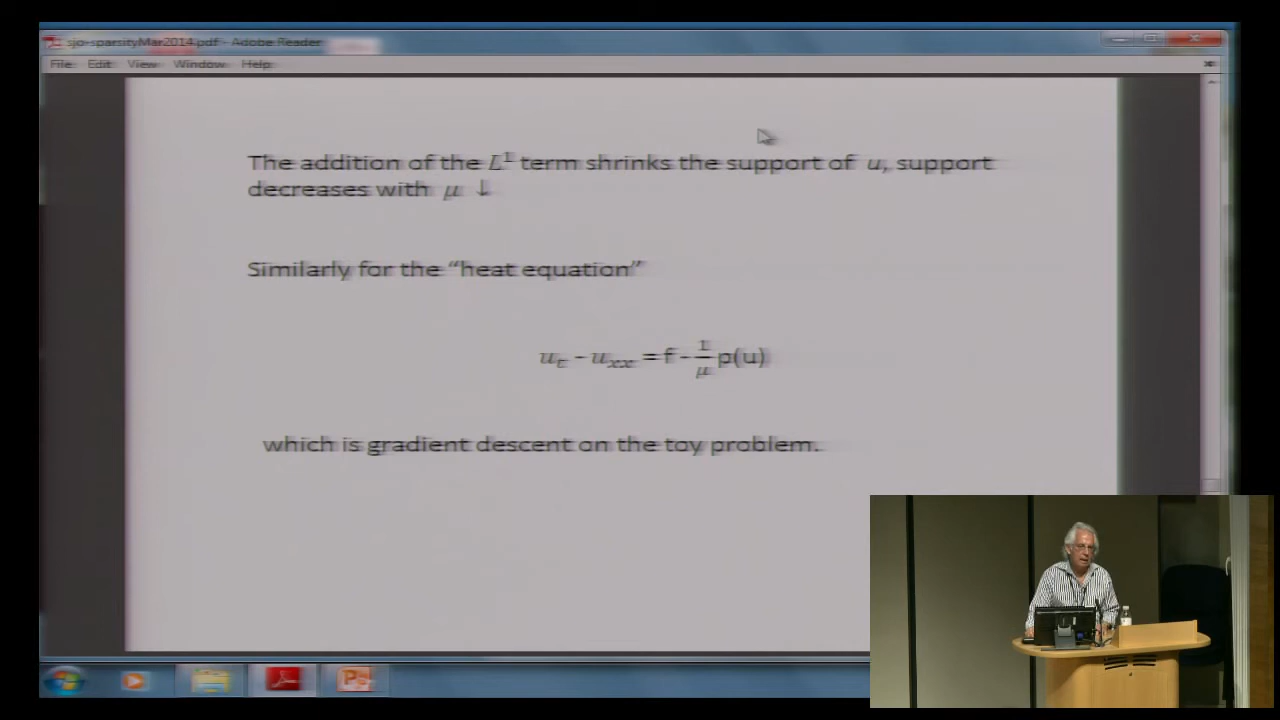 sjo-sparsityMar2014.pdf - Adobe Reader
File Edit View Window Help
The addition of the L¹ term shrinks the support of u, support
decreases with μ ↓
Similarly for the “heat equation”
u_t - u_xx = f - 1/μ p(u)
which is gradient descent on the toy problem.